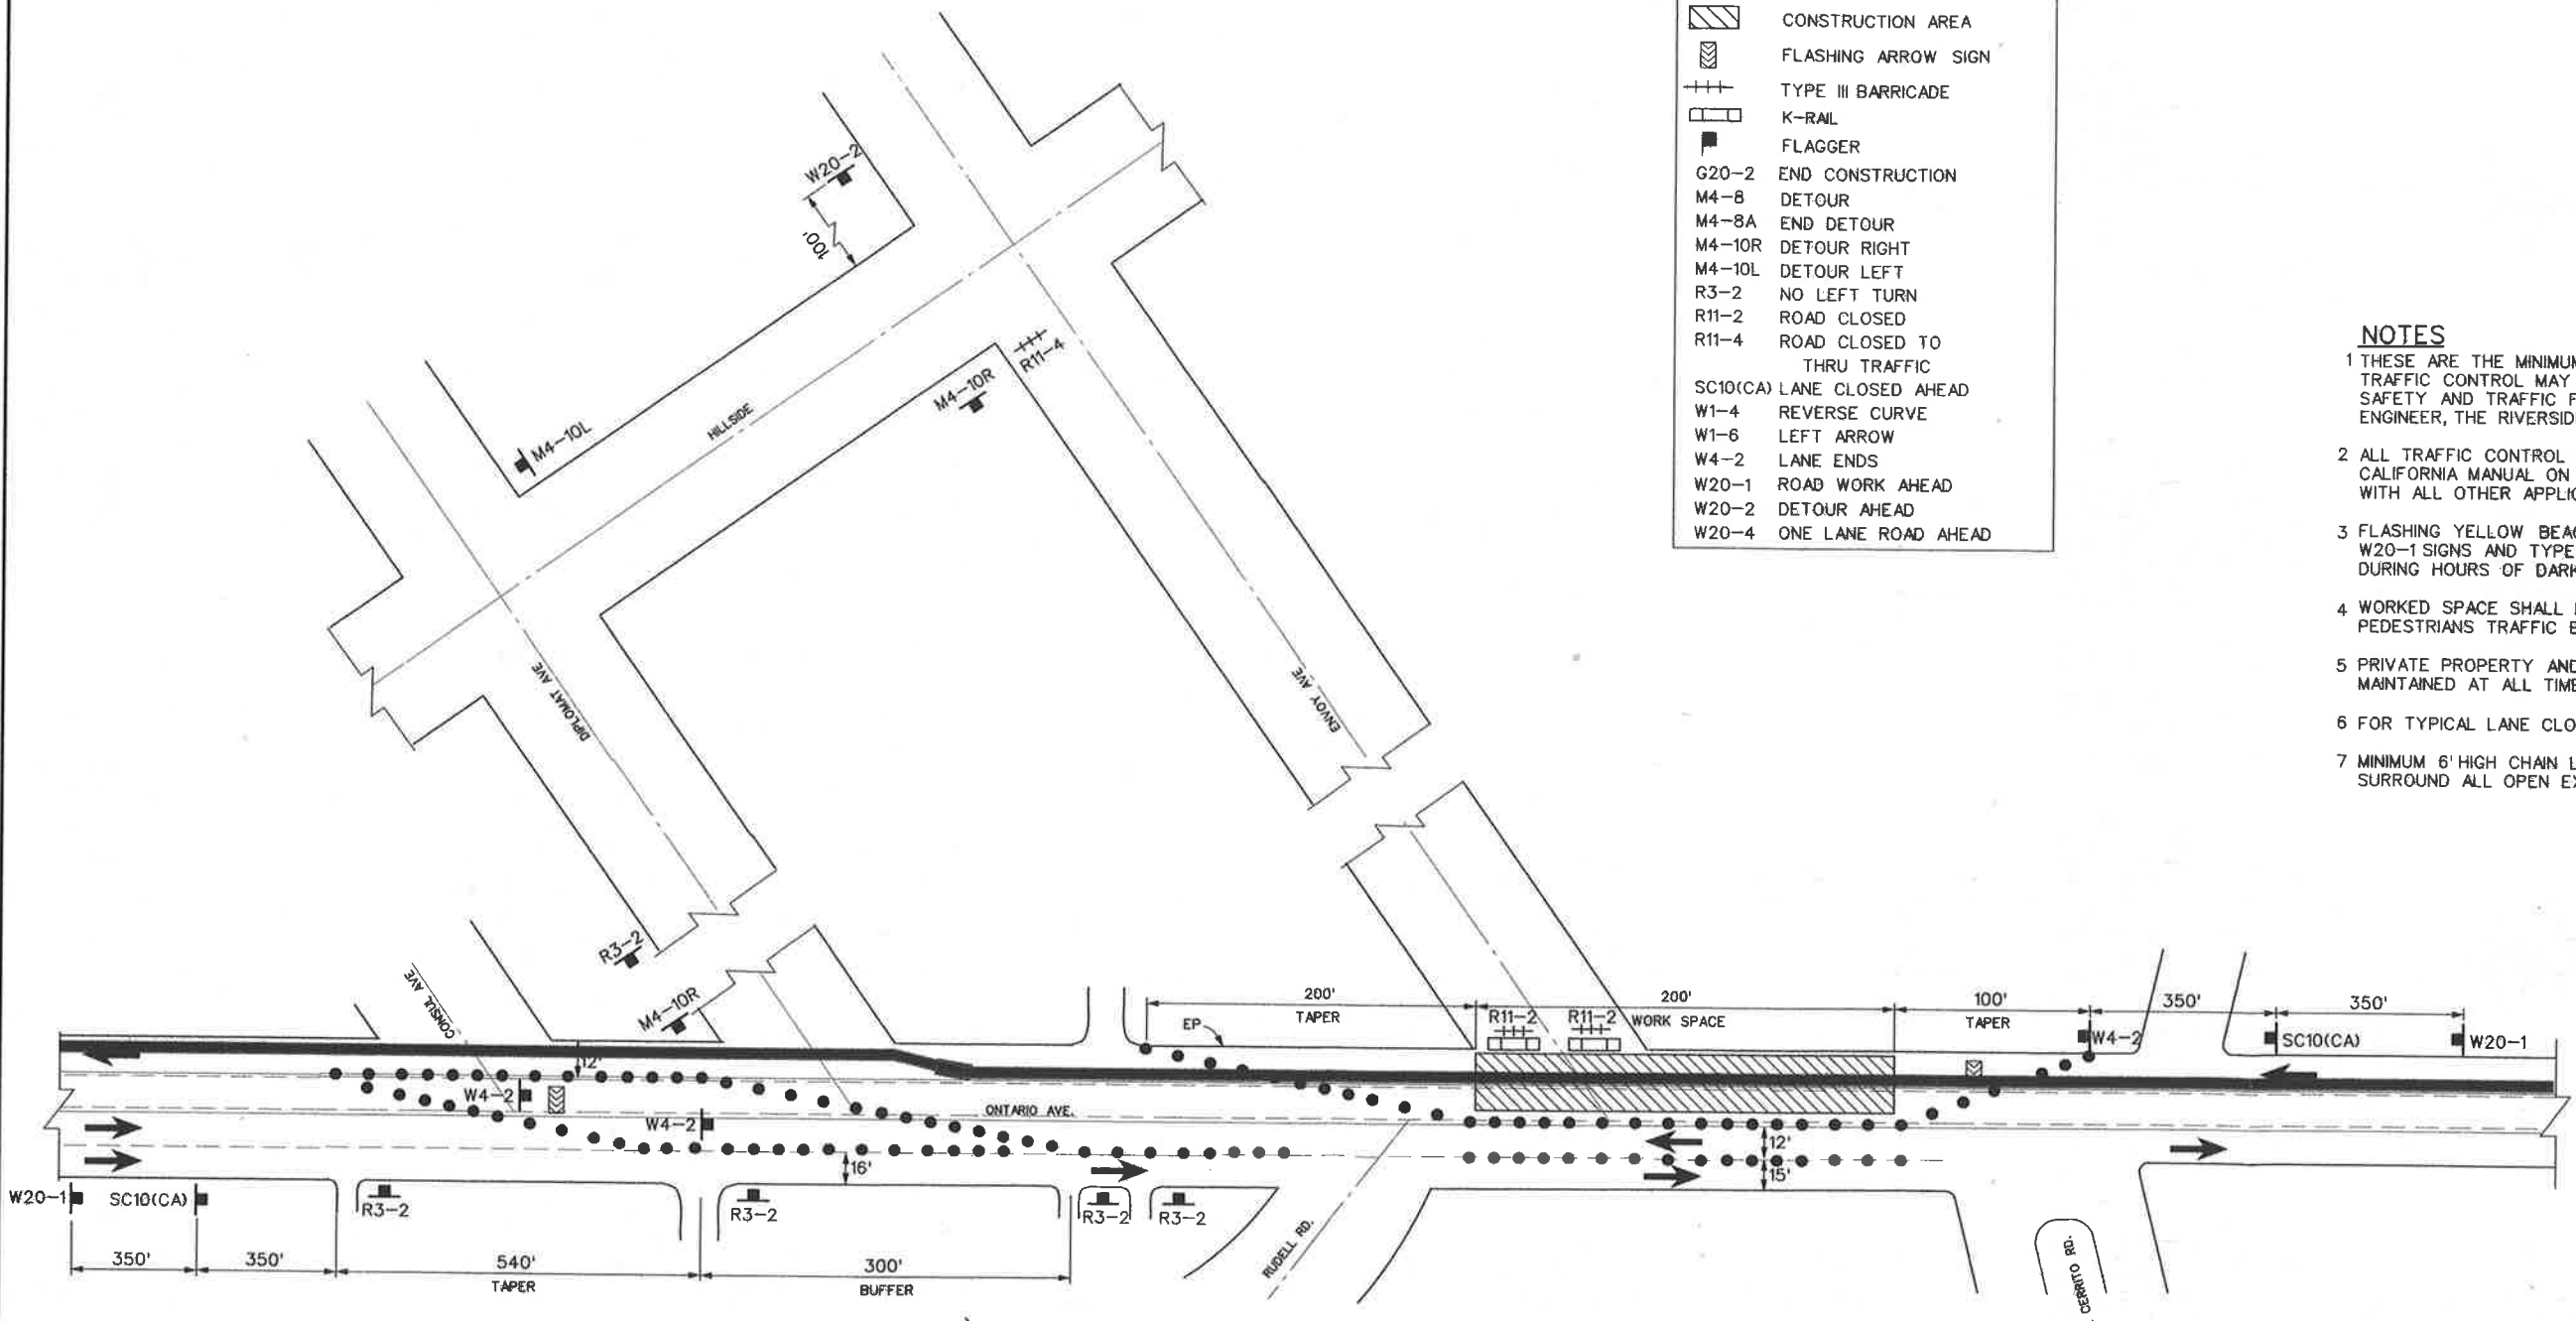 CONSTRUCTION AREA
FLASHING ARROW SIGN
TYPE III BARRICADE
K-RAIL
FLAGGER
G20-2 END CONSTRUCTION
M4-8 DETOUR
M4-8A END DETOUR
M4-10R DETOUR RIGHT
M4-10L DETOUR LEFT
R3-2 NO LEFT TURN
R11-2 ROAD CLOSED
R11-4 ROAD CLOSED TO
THRU TRAFFIC
SC10(CA) LANE CLOSED AHEAD
W1-4 REVERSE CURVE
W1-6 LEFT ARROW
W4-2 LANE ENDS
W20-1 ROAD WORK AHEAD
W20-2 DETOUR AHEAD
W20-4 ONE LANE ROAD AHEAD
NOTES
1 THESE ARE THE MINIMUM
TRAFFIC CONTROL MAY
SAFETY AND TRAFFIC F
ENGINEER, THE RIVERSID
2 ALL TRAFFIC CONTROL
CALIFORNIA MANUAL ON
WITH ALL OTHER APPLIC
3 FLASHING YELLOW BEAC
W20-1 SIGNS AND TYPE
DURING HOURS OF DARK
4 WORKED SPACE SHALL
PEDESTRIANS TRAFFIC
5 PRIVATE PROPERTY AND
MAINTAINED AT ALL TIME
6 FOR TYPICAL LANE CLO
7 MINIMUM 6' HIGH CHAIN L
SURROUND ALL OPEN EX
W20-2
100'
R11-4
M4-10R
M4-10L
HILLSIDE
DIPLOMAT AVE
ENVOY AVE
R3-2
CONSUL AVE
M4-10R
200'
TAPER
200'
WORK SPACE
100'
TAPER
350'
350'
EP
R11-2
R11-2
W4-2
SC10(CA)
W20-1
12'
W4-2
W4-2
ONTARIO AVE.
16'
12'
15'
W20-1
SC10(CA)
R3-2
R3-2
R3-2
R3-2
RUDELL RD.
CERRITO RD.
350'
350'
540'
TAPER
300'
BUFFER